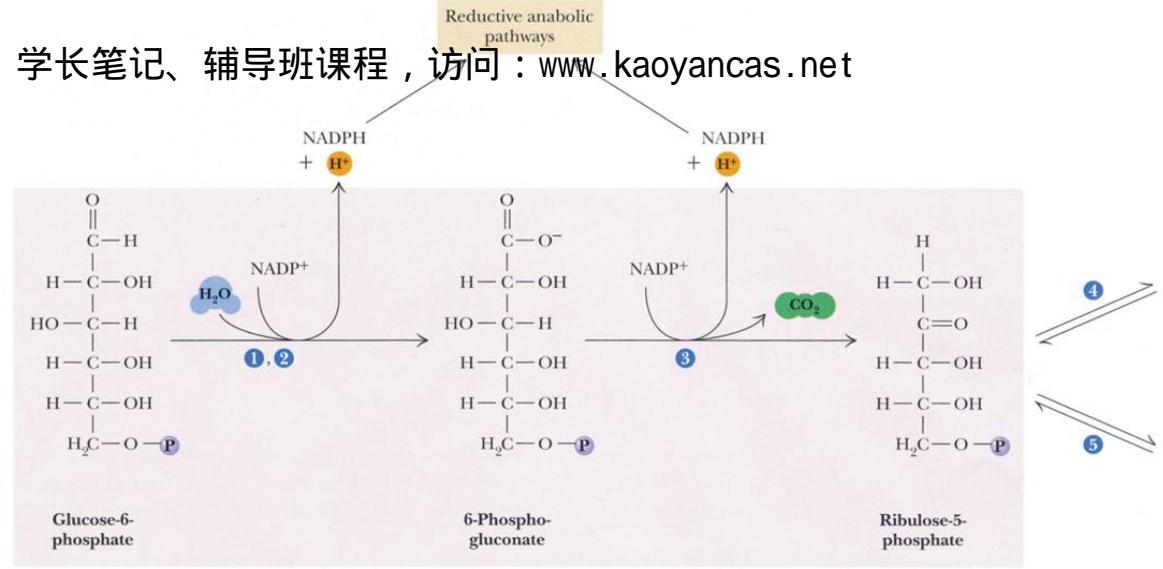 Reductive anabolic
pathways
学长笔记、辅导班课程，访问：www.kaoyancas.net
NADPH
+ H⁺
NADPH
+ H⁺
O
C—H
H—C—OH
HO—C—H
H—C—OH
H—C—OH
H₂C—O—P
Glucose-6-
phosphate
H₂O
NADP⁺
1, 2
O
C—O⁻
H—C—OH
HO—C—H
H—C—OH
H—C—OH
H₂C—O—P
6-Phospho-
gluconate
NADP⁺
CO₂
3
H
H—C—OH
C=O
H—C—OH
H—C—OH
H₂C—O—P
Ribulose-5-
phosphate
4
5